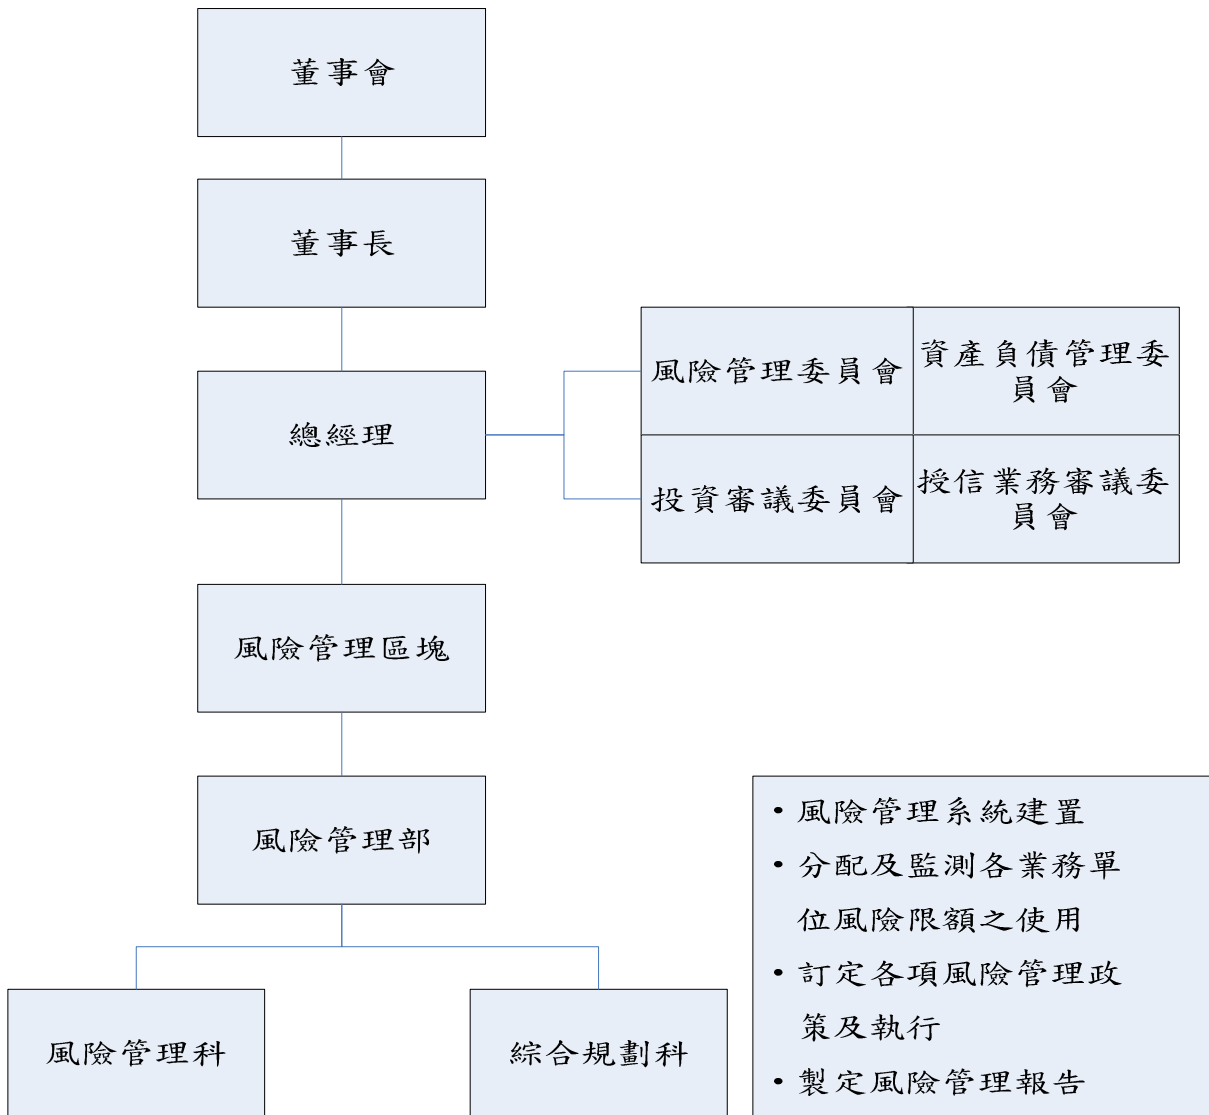 董事會
董事長
總經理
風險管理委員會
資產負債管理委
員會
投資審議委員會
授信業務審議委
員會
風險管理區塊
風險管理部
風險管理科
綜合規劃科
• 風險管理系統建置
• 分配及監測各業務單
位風險限額之使用
• 訂定各項風險管理政
策及執行
• 製定風險管理報告